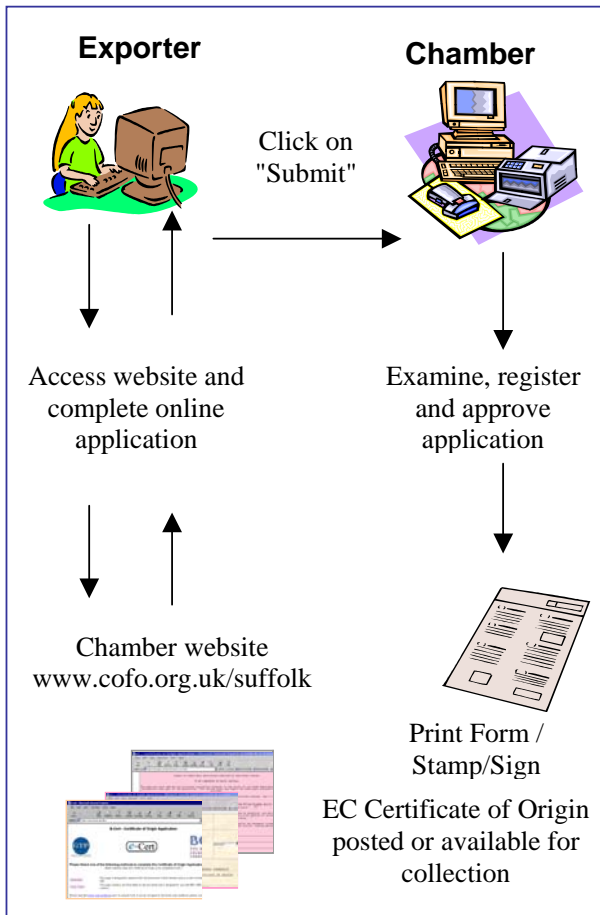 Exporter
Chamber
Click on
"Submit"
Access website and
complete online
application
Examine, register
and approve
application
Chamber website
www.cofo.org.uk/suffolk
Print Form /
Stamp/Sign
EC Certificate of Origin
posted or available for
collection
e-Cert